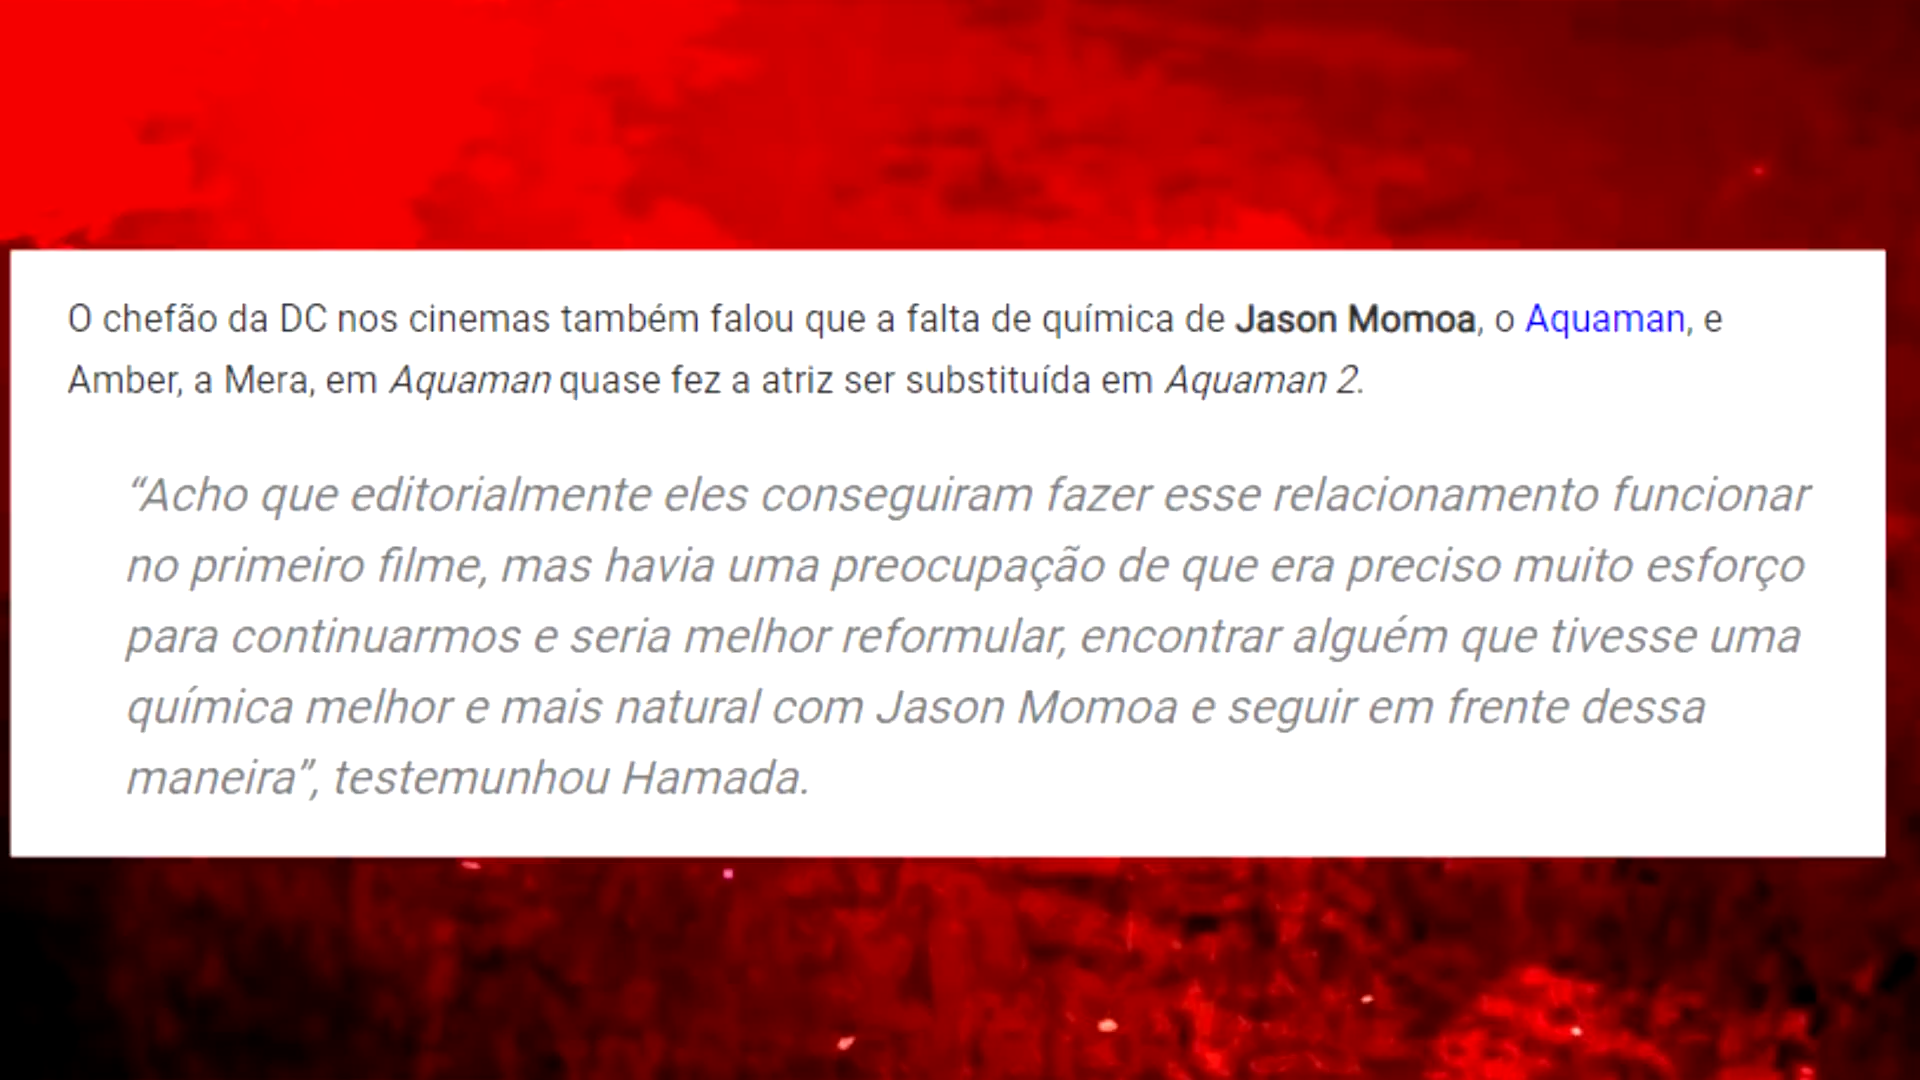 O chefão da DC nos cinemas também falou que a falta de química de Jason Momoa, o Aquaman, e
Amber, a Mera, em Aquaman quase fez a atriz ser substituída em Aquaman 2.
“Acho que editorialmente eles conseguiram fazer esse relacionamento funcionar
no primeiro filme, mas havia uma preocupação de que era preciso muito esforço
para continuarmos e seria melhor reformular, encontrar alguém que tivesse uma
química melhor e mais natural com Jason Momoa e seguir em frente dessa
maneira”, testemunhou Hamada.